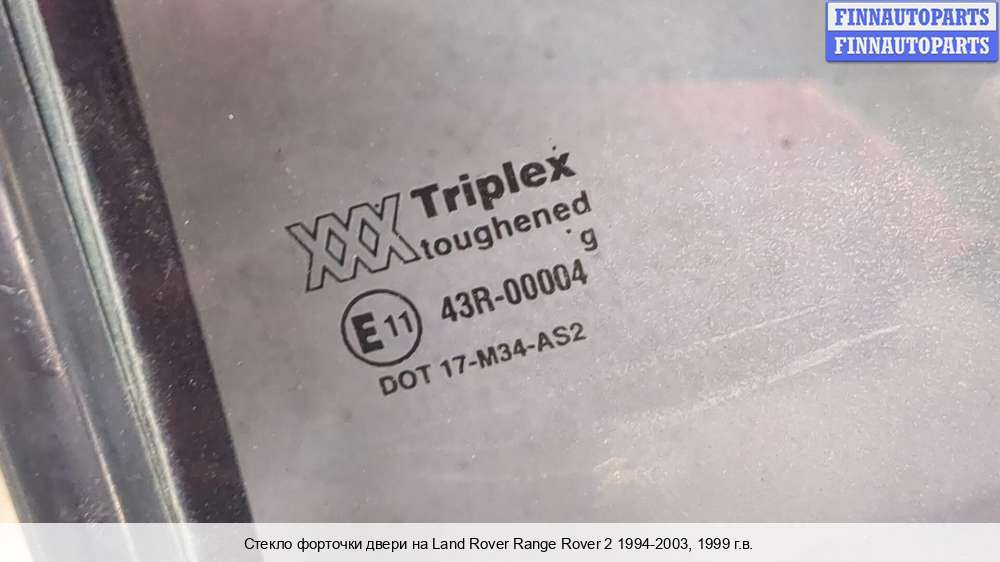 FINNAUTOPARTS
FINNAUTOPARTS
XXX Triplex
toughened
g
E 11 43R-00004
DOT 17-M34-AS2
Стекло форточки двери на Land Rover Range Rover 2 1994-2003, 1999 г.в.